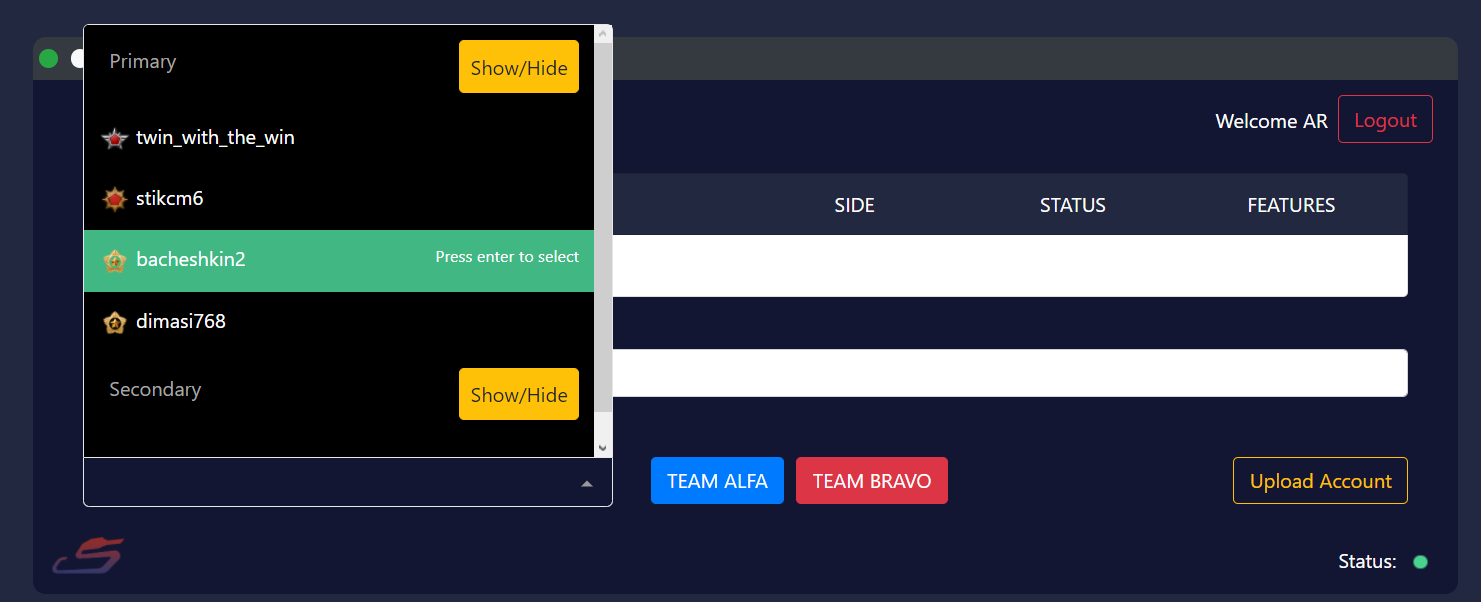 Primary
Show/Hide
twin_with_the_win
stikcm6
bacheshkin2 Press enter to select
dimasi768
Secondary
Show/Hide
Welcome AR
Logout
SIDE STATUS FEATURES
TEAM ALFA TEAM BRAVO Upload Account
Status: